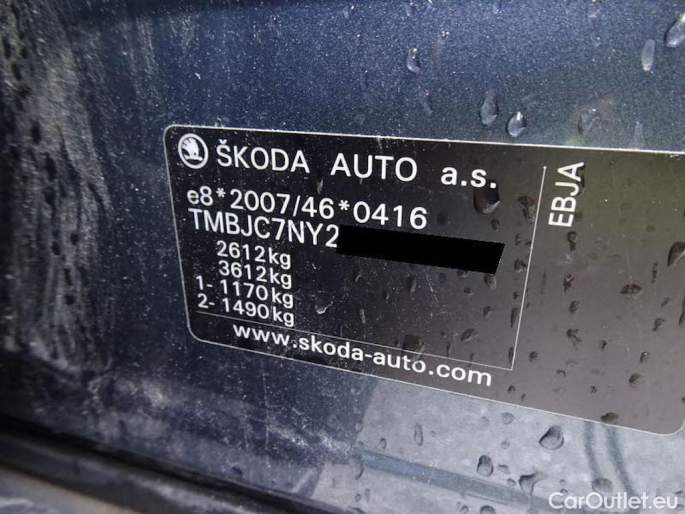 ŠKODA AUTO a.s.
e8*2007/46*0416
TMBJC7NY2
2612kg
3612kg
1- 1170kg
2- 1490kg
www.skoda-auto.com
EBJA
CarOutlet.eu